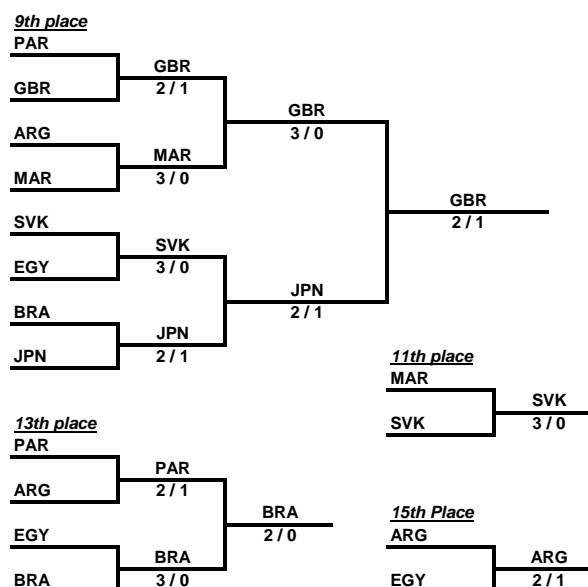 9th place
PAR
GBR
GBR
2 / 1
GBR
3 / 0
ARG
MAR
MAR
3 / 0
GBR
2 / 1
SVK
SVK
EGY
3 / 0
JPN
2 / 1
BRA
JPN
JPN
2 / 1
11th place
MAR
SVK
SVK
3 / 0
13th place
PAR
PAR
ARG
2 / 1
BRA
2 / 0
EGY
BRA
BRA
3 / 0
15th Place
ARG
ARG
EGY
2 / 1